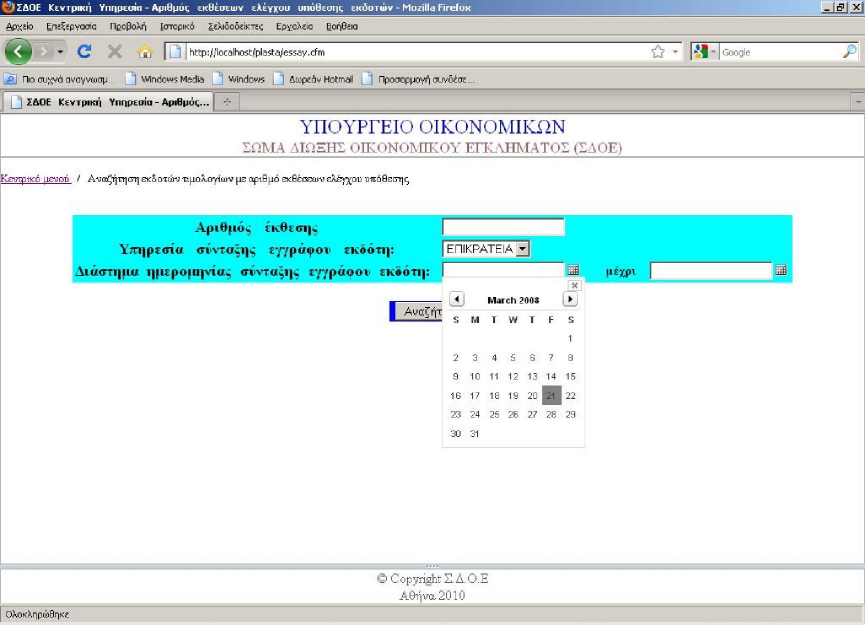 ΣΔΟΕ Κεντρική Υπηρεσία - Αριθμός εκθέσεων ελέγχου υπόθεσης εκδοτών - Mozilla Firefox
Αρχείο Επεξεργασία Προβολή Ιστορικό Σελιδοδείκτες Εργαλεία Βοήθεια
http://localhost/plasta/essay.cfm Google
Πιο συχνά αναγνωσμ... Windows Media Windows Δωρεάν Hotmail Προσαρμογή συνδέσε...
ΣΔΟΕ Κεντρική Υπηρεσία - Αριθμός...
ΥΠΟΥΡΓΕΙΟ ΟΙΚΟΝΟΜΙΚΩΝ
ΣΩΜΑ ΔΙΩΞΗΣ ΟΙΚΟΝΟΜΙΚΟΥ ΕΓΚΛΗΜΑΤΟΣ (ΣΔΟΕ)
Κεντρικό μενού / Αναζήτηση εκδοτών τιμολογίων με αριθμό εκθέσεων ελέγχου υπόθεσης
Αριθμός έκθεσης
Υπηρεσία σύνταξης εγγράφου εκδότη: ΕΠΙΚΡΑΤΕΙΑ
Διάστημα ημερομηνίας σύνταξης εγγράφου εκδότη: μέχρι
Αναζήτ
March 2008
S M T W T F S
1
2 3 4 5 6 7 8
9 10 11 12 13 14 15
16 17 18 19 20 21 22
23 24 25 26 27 28 29
30 31
© Copyright Σ.Δ.Ο.Ε
Αθήνα 2010
Ολοκληρώθηκε